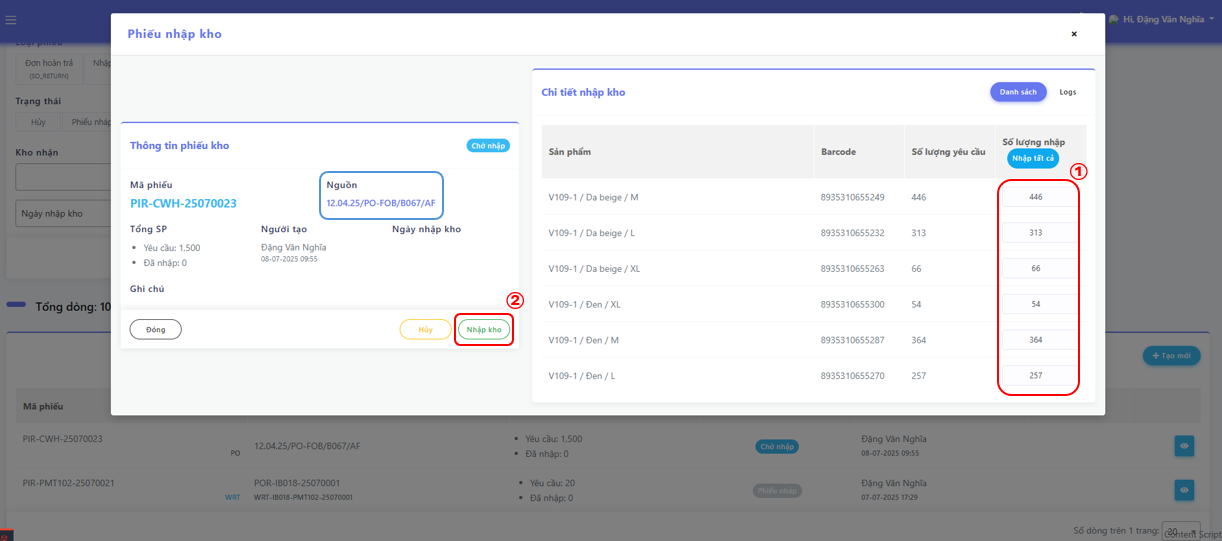 Hi, Đặng Văn Nghĩa
Phiếu nhập kho
×
Loại phiếu
Đơn hoàn trả
(SO_RETURN)
Nhập
Trạng thái
Hủy
Phiếu nháp
Kho nhận
Ngày nhập kho
Tổng dòng: 10
Thông tin phiếu kho
Chờ nhập
Mã phiếu
PIR-CWH-25070023
Nguồn
12.04.25/PO-FOB/B067/AF
Tổng SP
Yêu cầu: 1,500
Đã nhập: 0
Người tạo
Đặng Văn Nghĩa
08-07-2025 09:55
Ngày nhập kho
Ghi chú
②
Đóng
Hủy
Nhập kho
Chi tiết nhập kho
Danh sách
Logs
Sản phẩm Barcode Số lượng yêu cầu Số lượng nhập
Nhập tất cả
①
V109-1 / Da beige / M 8935310655249 446 446
V109-1 / Da beige / L 8935310655232 313 313
V109-1 / Da beige / XL 8935310655263 66 66
V109-1 / Đen / XL 8935310655300 54 54
V109-1 / Đen / M 8935310655287 364 364
V109-1 / Đen / L 8935310655270 257 257
+ Tạo mới
Mã phiếu
PIR-CWH-25070023
PO
12.04.25/PO-FOB/B067/AF
Yêu cầu: 1,500
Đã nhập: 0
Chờ nhập
Đặng Văn Nghĩa
08-07-2025 09:55
PIR-PMT102-25070021
WRT
POR-IB018-25070001
WRT-IB018-PMT102-25070001
Yêu cầu: 20
Đã nhập: 0
Phiếu nháp
Đặng Văn Nghĩa
07-07-2025 17:29
Số dòng trên 1 trang: 20
Content Script